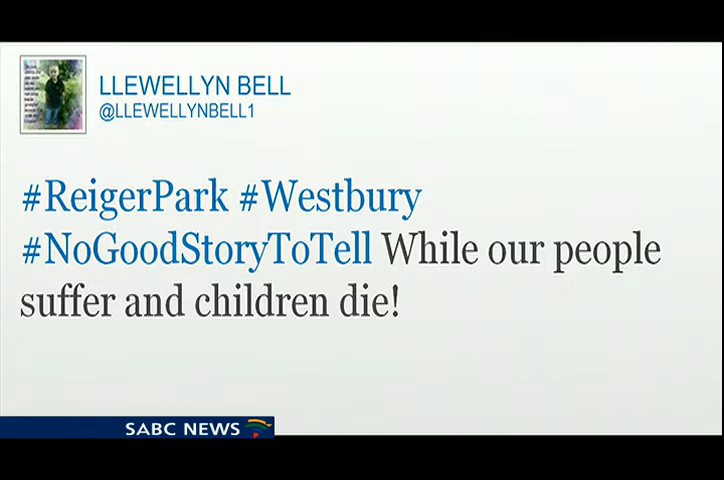 LLEWELLYN BELL
@LLEWELLYNBELL1
#ReigerPark #Westbury
#NoGoodStoryToTell While our people
suffer and children die!
SABC NEWS